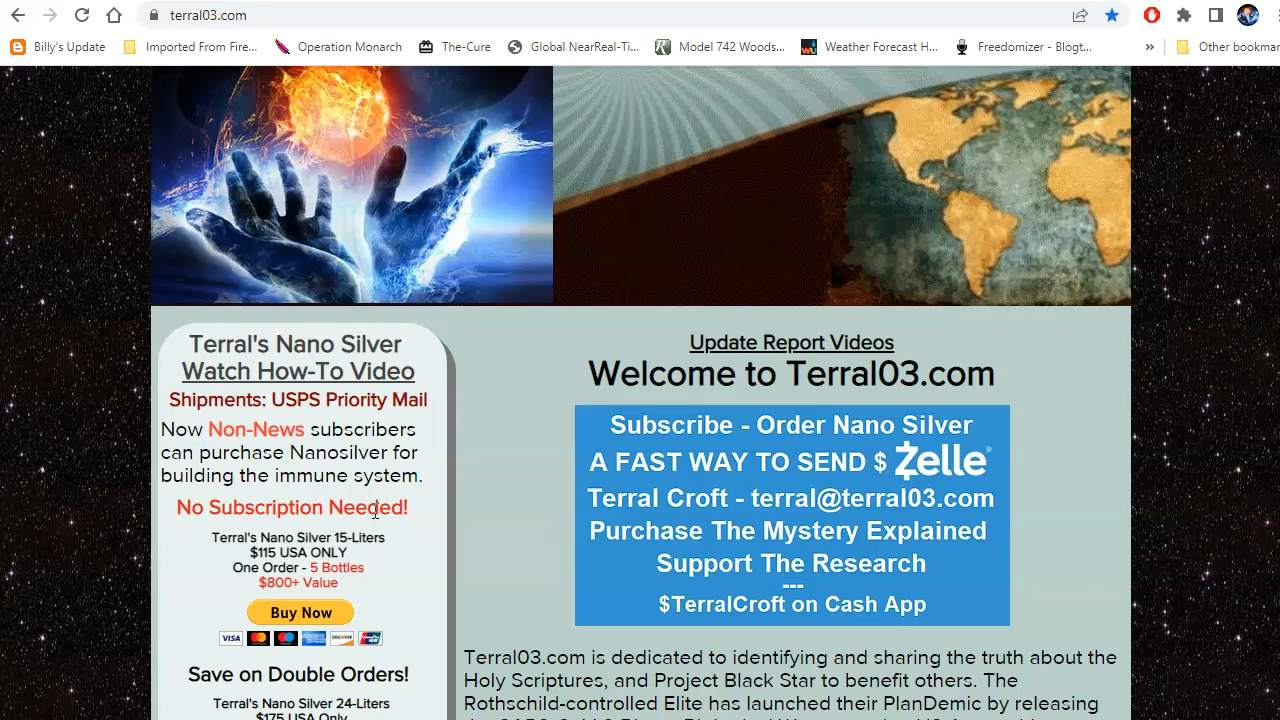 terral03.com
Billy's Update
Imported From Fire...
Operation Monarch
The-Cure
Global NearReal-Ti...
Model 742 Woods...
Weather Forecast H...
Freedomizer - Blogt...
»
Other bookmar
Terral's Nano Silver
Watch How-To Video
Shipments: USPS Priority Mail
Now Non-News subscribers
can purchase Nanosilver for
building the immune system.
No Subscription Needed!
Terral's Nano Silver 15-Liters
$115 USA ONLY
One Order - 5 Bottles
$800+ Value
Buy Now
VISA
DISCOVER
Save on Double Orders!
Terral's Nano Silver 24-Liters
$175 USA Only
Update Report Videos
Welcome to Terral03.com
Subscribe - Order Nano Silver
A FAST WAY TO SEND $ Zelle
Terral Croft - terral@terral03.com
Purchase The Mystery Explained
Support The Research
---
$TerralCroft on Cash App
Terral03.com is dedicated to identifying and sharing the truth about the
Holy Scriptures, and Project Black Star to benefit others. The
Rothschild-controlled Elite has launched their PlanDemic by releasing